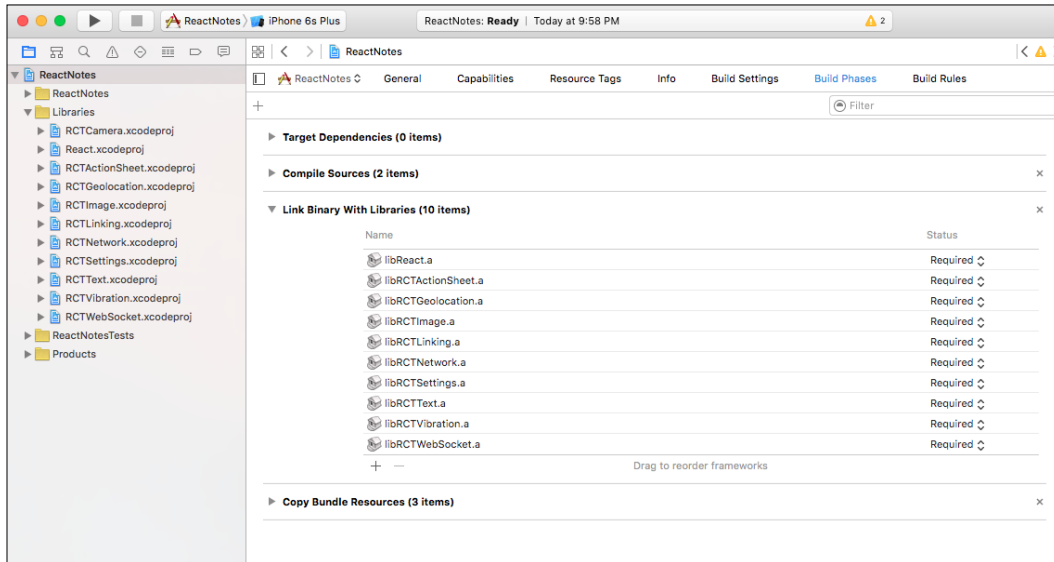 ReactNotes iPhone 6s Plus ReactNotes: Ready | Today at 9:58 PM 2
ReactNotes
ReactNotes
ReactNotes
Libraries
RCTCamera.xcodeproj
React.xcodeproj
RCTActionSheet.xcodeproj
RCTGeolocation.xcodeproj
RCTImage.xcodeproj
RCTLinking.xcodeproj
RCTNetwork.xcodeproj
RCTSettings.xcodeproj
RCTText.xcodeproj
RCTVibration.xcodeproj
RCTWebSocket.xcodeproj
ReactNotesTests
Products
ReactNotes General Capabilities Resource Tags Info Build Settings Build Phases Build Rules
Filter
Target Dependencies (0 items)
Compile Sources (2 items)
Link Binary With Libraries (10 items)
Name Status
libReact.a Required
libRCTActionSheet.a Required
libRCTGeolocation.a Required
libRCTImage.a Required
libRCTLinking.a Required
libRCTNetwork.a Required
libRCTSettings.a Required
libRCTText.a Required
libRCTVibration.a Required
libRCTWebSocket.a Required
Drag to reorder frameworks
Copy Bundle Resources (3 items)